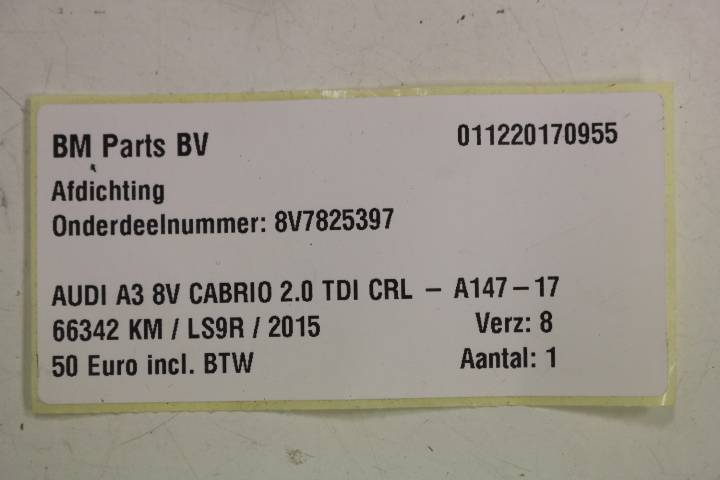 BM Parts BV 011220170955
Afdichting
Onderdeelnummer: 8V7825397
AUDI A3 8V CABRIO 2.0 TDI CRL – A147–17
66342 KM / LS9R / 2015 Verz: 8
50 Euro incl. BTW Aantal: 1